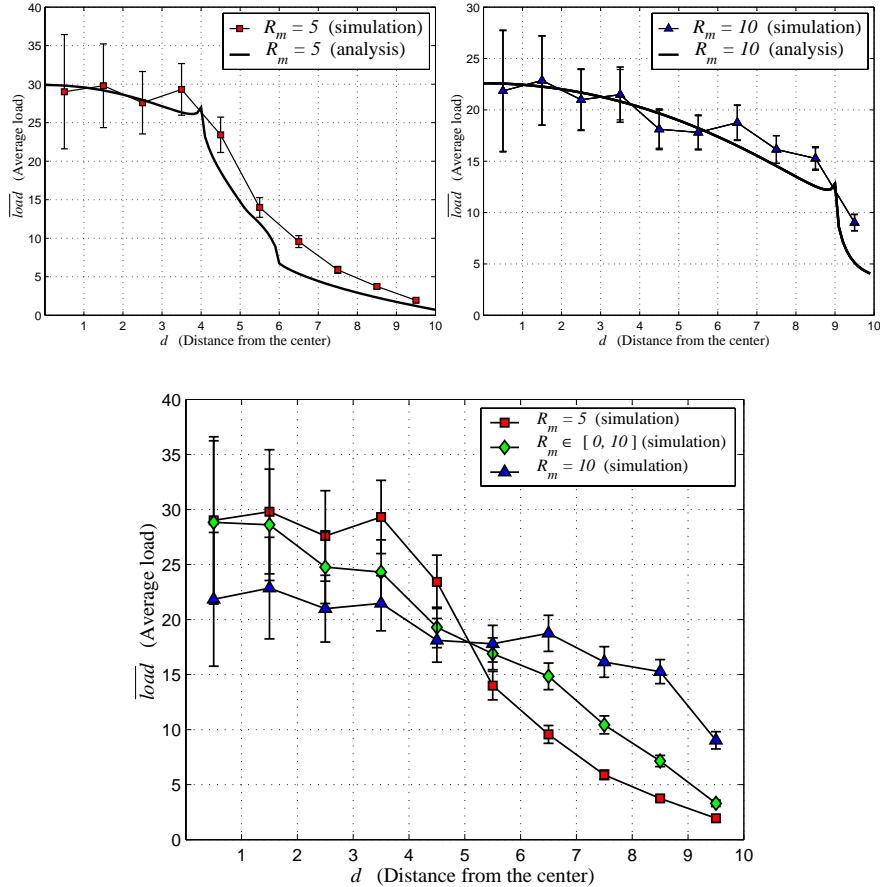 40
35
30
25
20
15
10
5
0
load (Average load)
R_m = 5 (simulation)
R_m = 5 (analysis)
1 2 3 4 5 6 7 8 9 10
d (Distance from the center)
30
25
20
15
10
5
0
load (Average load)
R_m = 10 (simulation)
R_m = 10 (analysis)
1 2 3 4 5 6 7 8 9 10
d (Distance from the center)
40
35
30
25
20
15
10
5
0
load (Average load)
R_m = 5 (simulation)
R_m ∈ [ 0, 10 ] (simulation)
R_m = 10 (simulation)
1 2 3 4 5 6 7 8 9 10
d (Distance from the center)